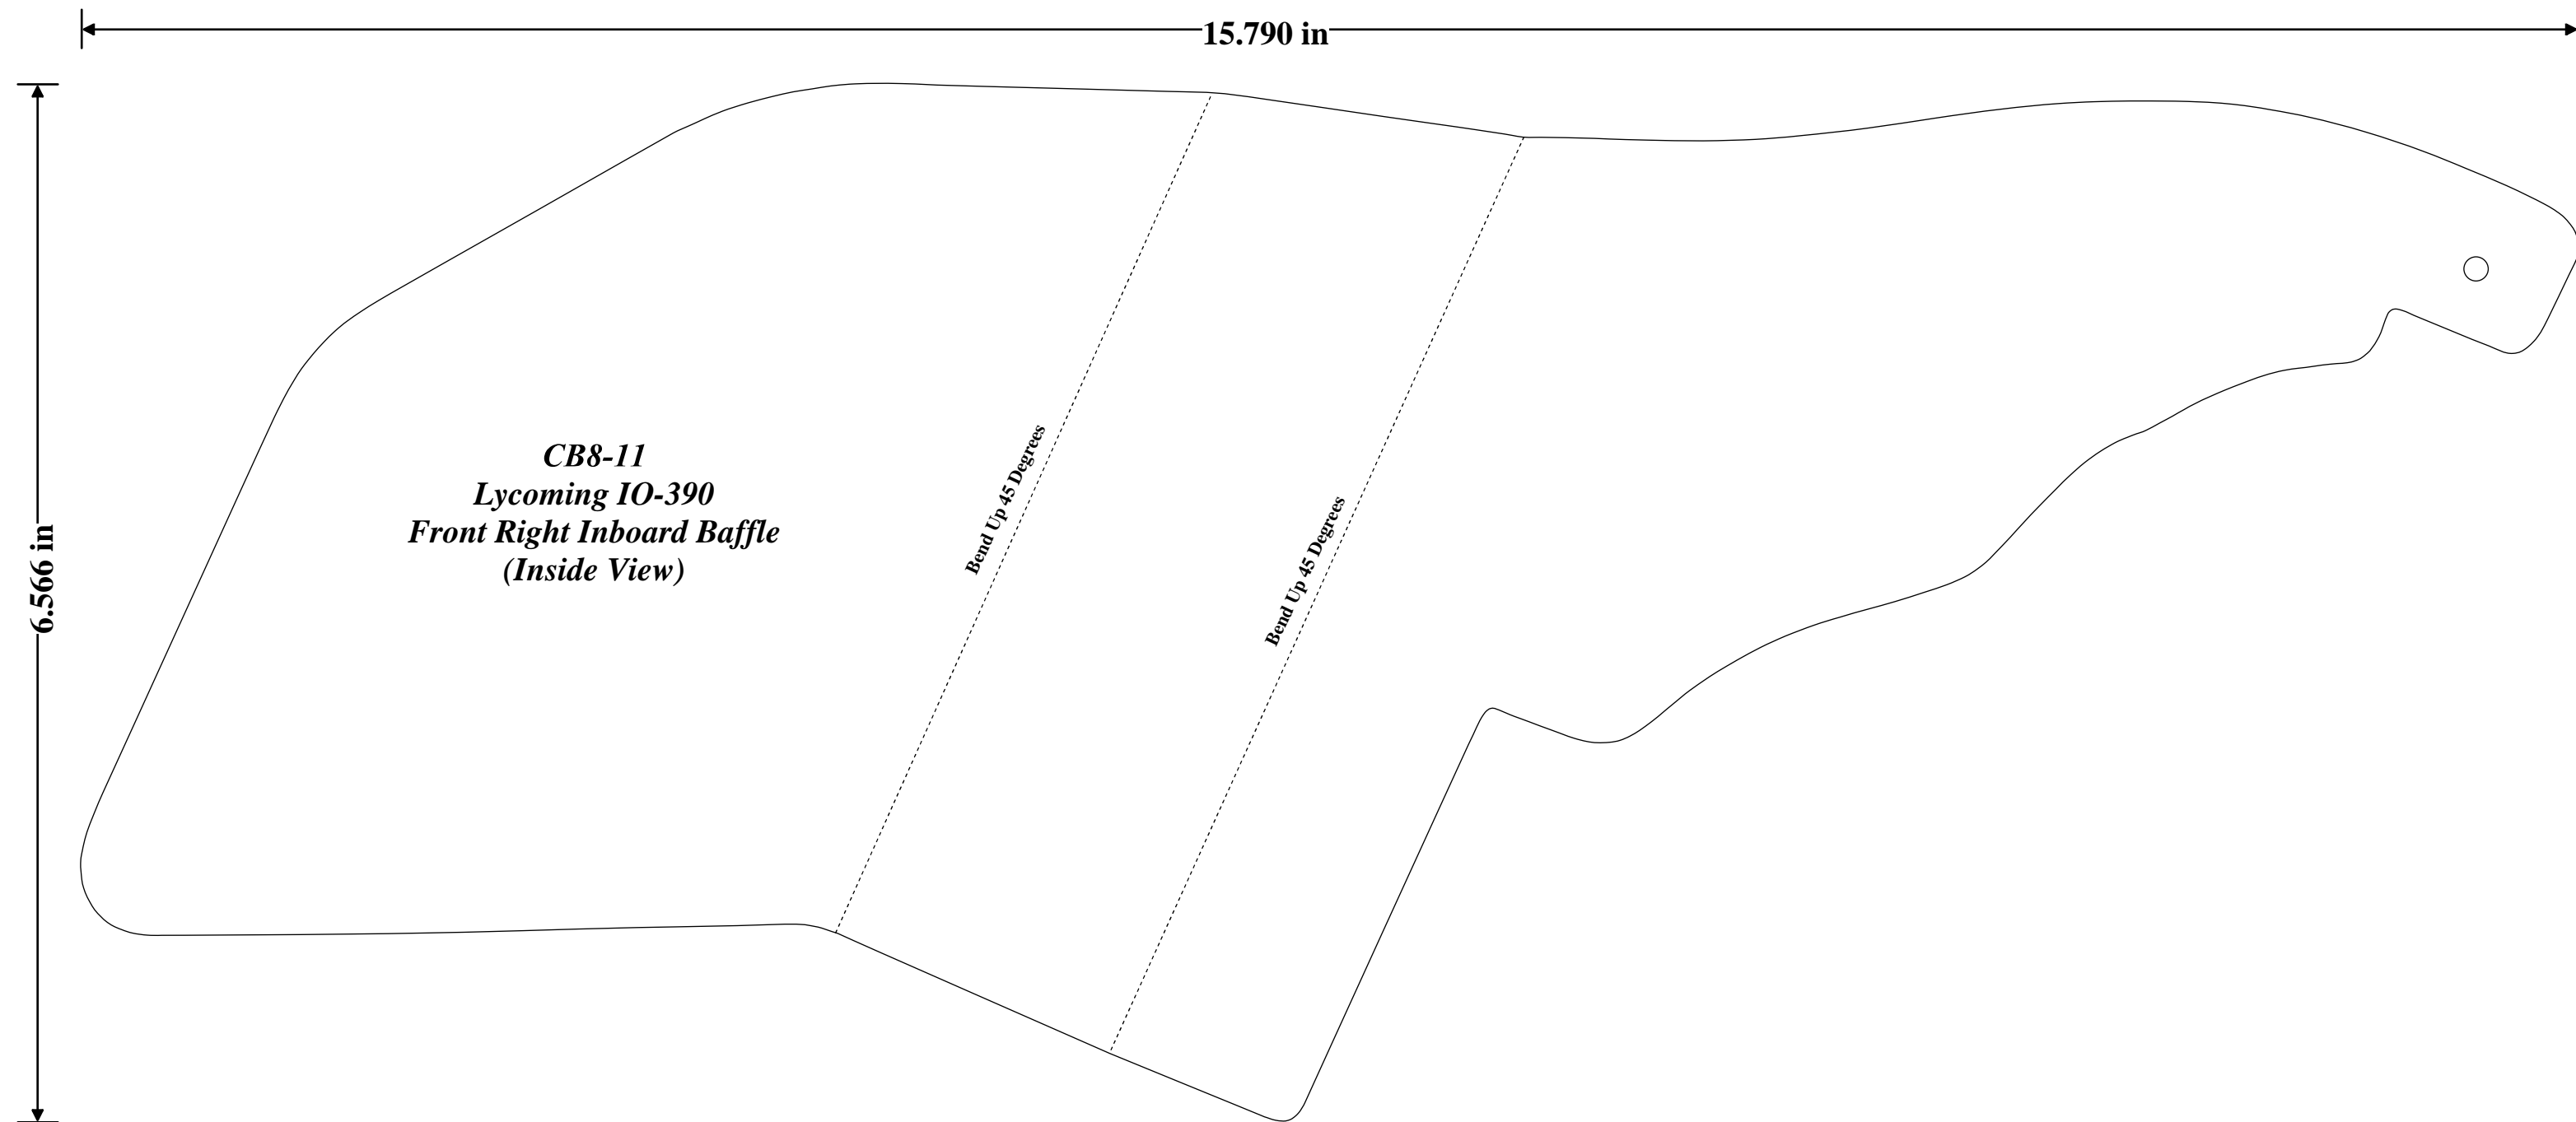 15.790 in
6.566 in
CB8-11
Lycoming IO-390
Front Right Inboard Baffle
(Inside View)
Bend Up 45 Degrees
Bend Up 45 Degrees